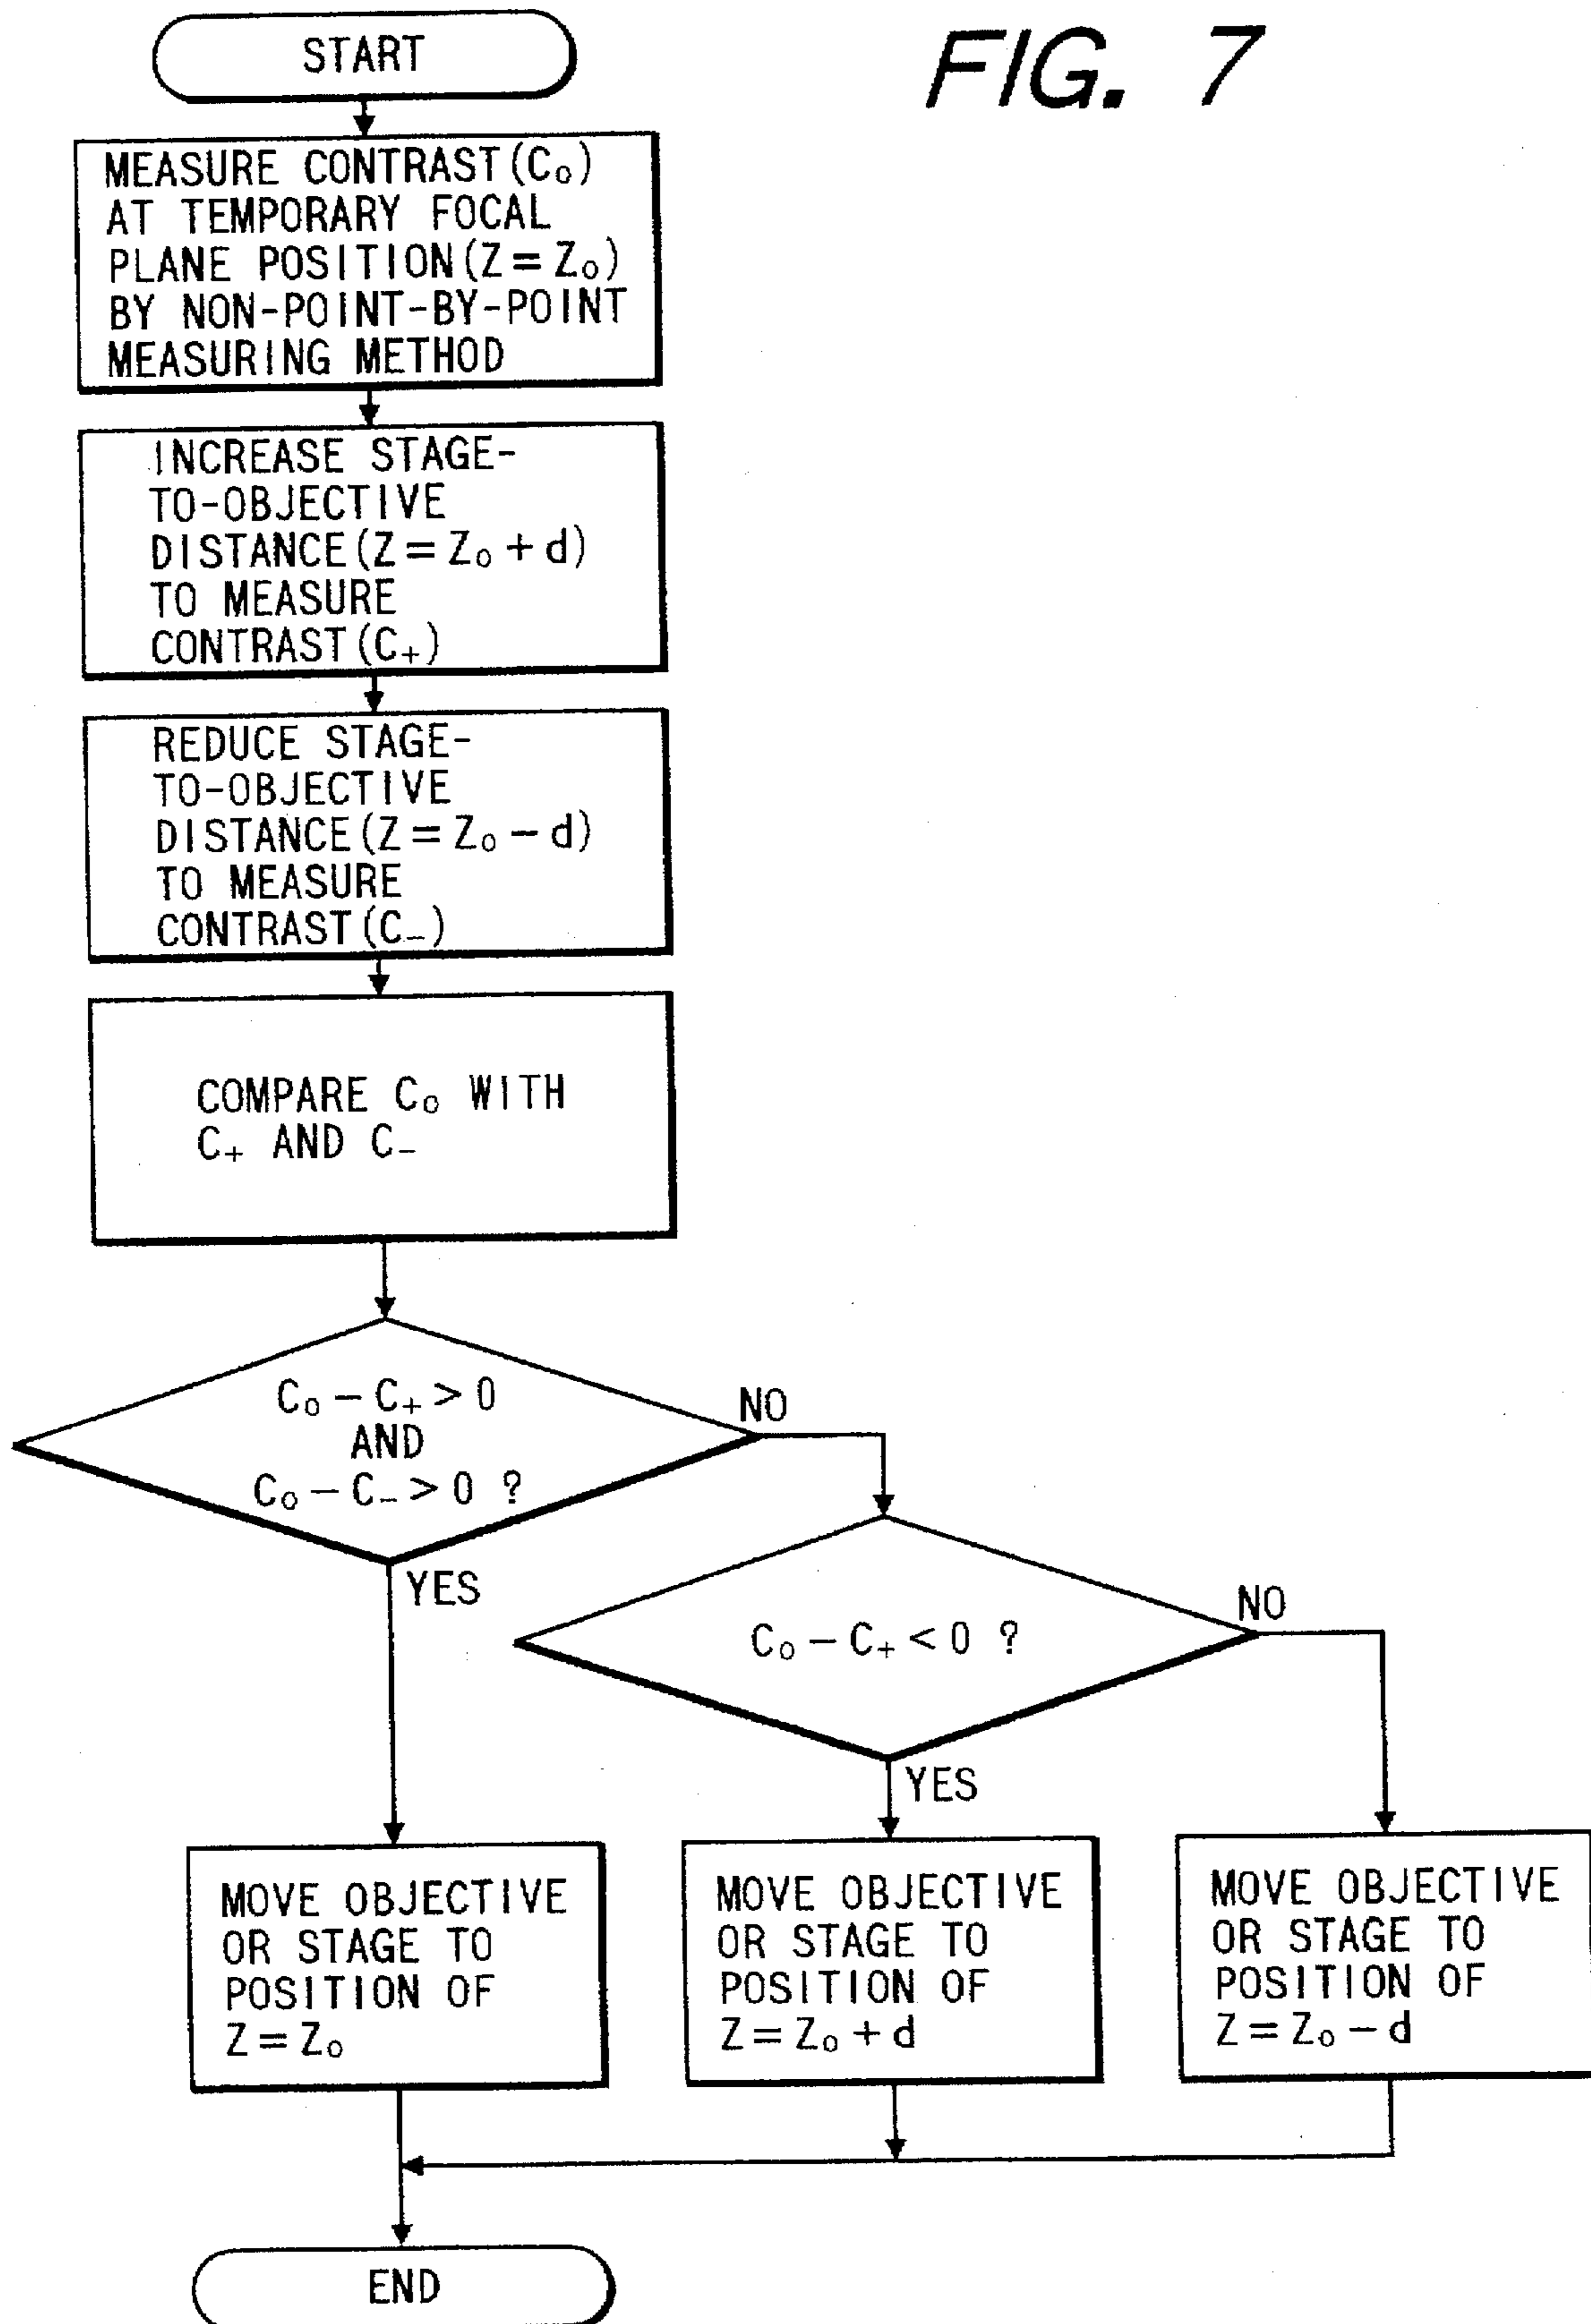 FIG. 7
START
MEASURE CONTRAST(C₀)
AT TEMPORARY FOCAL
PLANE POSITION(Z=Z₀)
BY NON-POINT-BY-POINT
MEASURING METHOD
INCREASE STAGE-
TO-OBJECTIVE
DISTANCE(Z=Z₀+d)
TO MEASURE
CONTRAST(C₊)
REDUCE STAGE-
TO-OBJECTIVE
DISTANCE(Z=Z₀-d)
TO MEASURE
CONTRAST(C₋)
COMPARE C₀ WITH
C₊ AND C₋
C₀-C₊>0
AND
C₀-C₋>0 ?
NO
YES
C₀-C₊<0 ?
NO
YES
MOVE OBJECTIVE
OR STAGE TO
POSITION OF
Z=Z₀
MOVE OBJECTIVE
OR STAGE TO
POSITION OF
Z=Z₀+d
MOVE OBJECTIVE
OR STAGE TO
POSITION OF
Z=Z₀-d
END